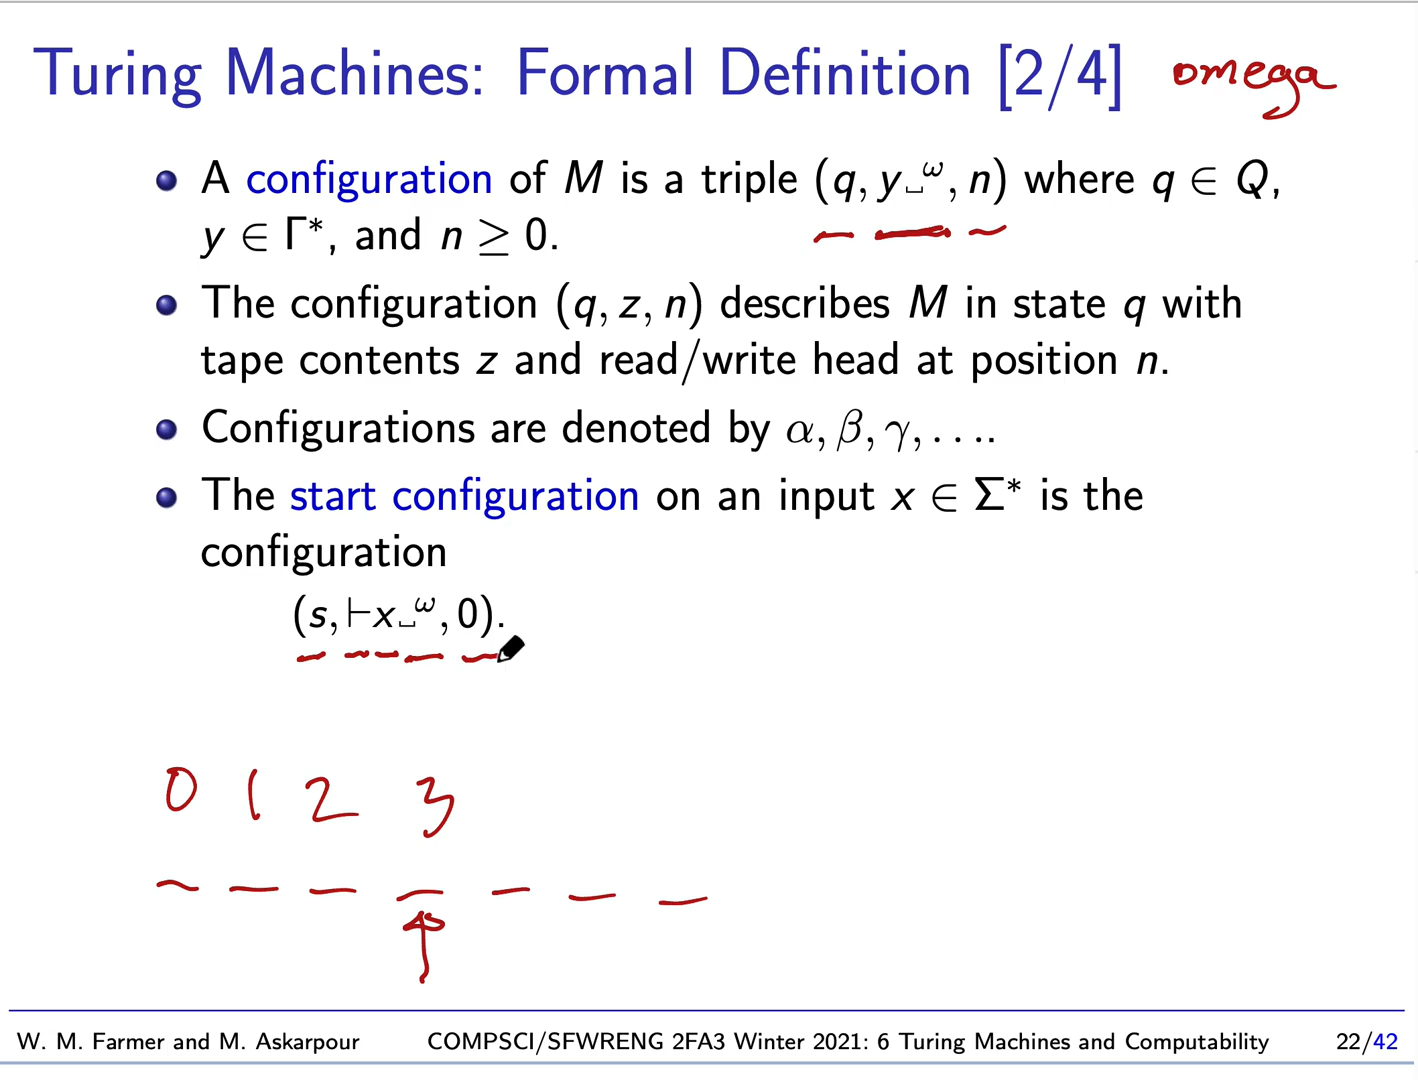 Turing Machines: Formal Definition [2/4] omega
• A configuration of M is a triple (q, y␣^ω, n) where q ∈ Q,
y ∈ Γ*, and n ≥ 0.
• The configuration (q, z, n) describes M in state q with
tape contents z and read/write head at position n.
• Configurations are denoted by α, β, γ, . . ..
• The start configuration on an input x ∈ Σ* is the
configuration
(s, ⊢x␣^ω, 0).
0 1 2 3
W. M. Farmer and M. Askarpour COMPSCI/SFWRENG 2FA3 Winter 2021: 6 Turing Machines and Computability 22/42